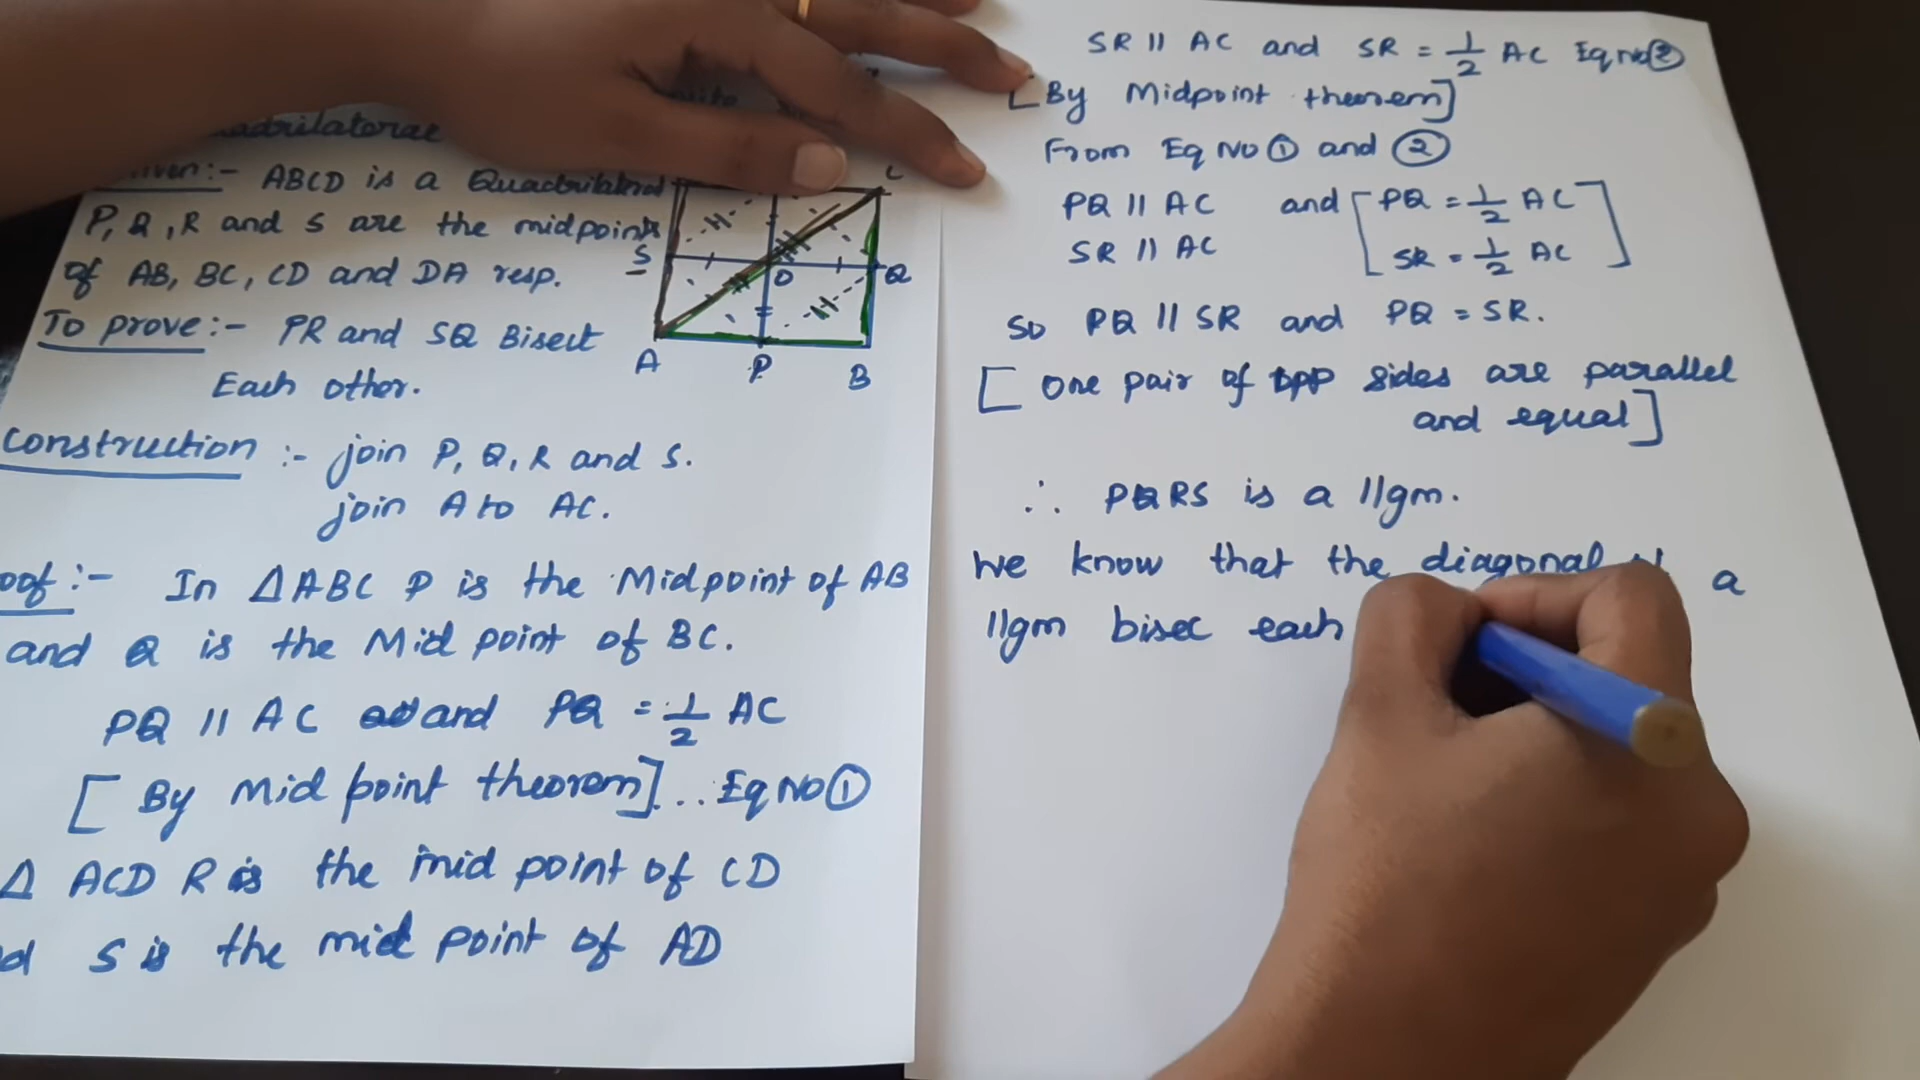 Quadrilateral
Given:- ABCD is a Quadrilateral
P, Q, R and S are the midpoints
of AB, BC, CD and DA resp.
To prove:- PR and SQ Bisect
Each other.
C
S
O
Q
A
P
B
Construction :- join P, Q, R and S.
join A to AC.
oof :- In △ABC P is the Midpoint of AB
and Q is the Mid point of BC.
PQ || AC and PQ = 1/2 AC
[ By mid point theorem] .. Eq No ①
△ ACD R is the mid point of CD
d S is the mid point of AD
SR || AC and SR = 1/2 AC Eq No ②
[By Midpoint theorem]
From Eq No ① and ②
PQ || AC and [ PQ = 1/2 AC
SR || AC SR = 1/2 AC ]
So PQ || SR and PQ = SR.
[ One pair of opp sides are parallel
and equal]
∴ PQRS is a ||gm.
We know that the diagonal a
||gm bisec each